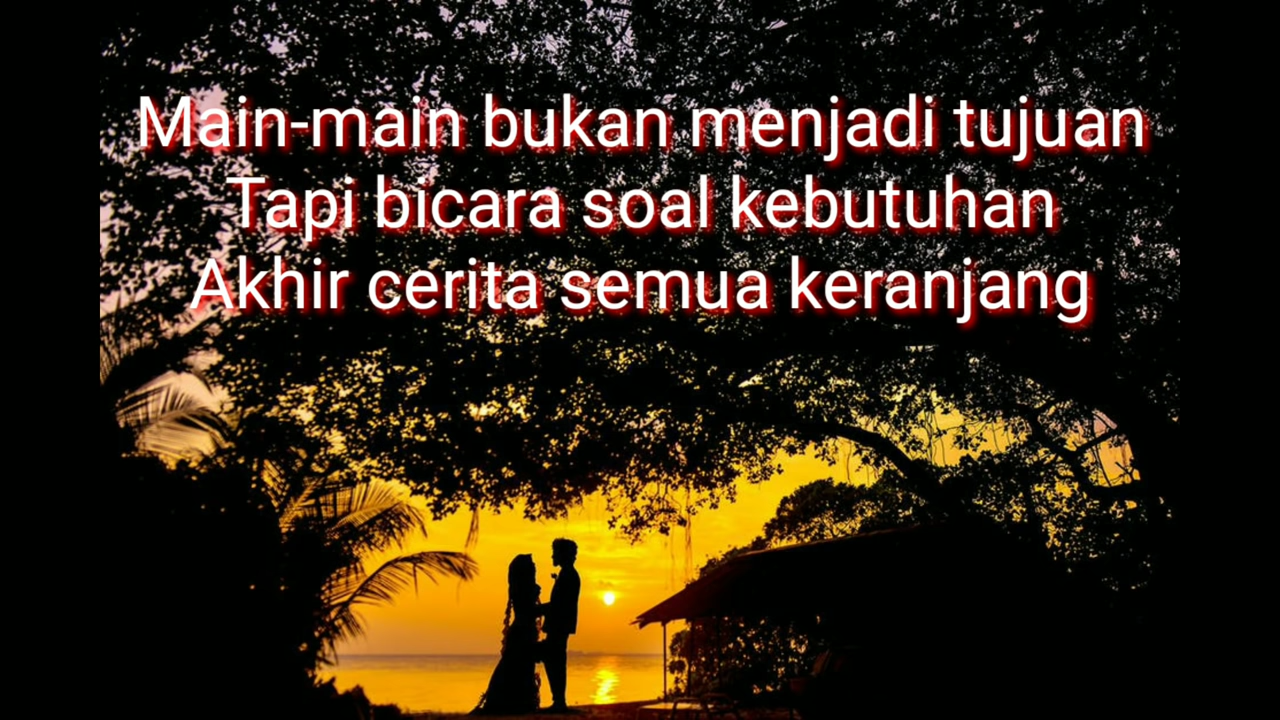 Main-main bukan menjadi tujuan
Tapi bicara soal kebutuhan
Akhir cerita semua keranjang